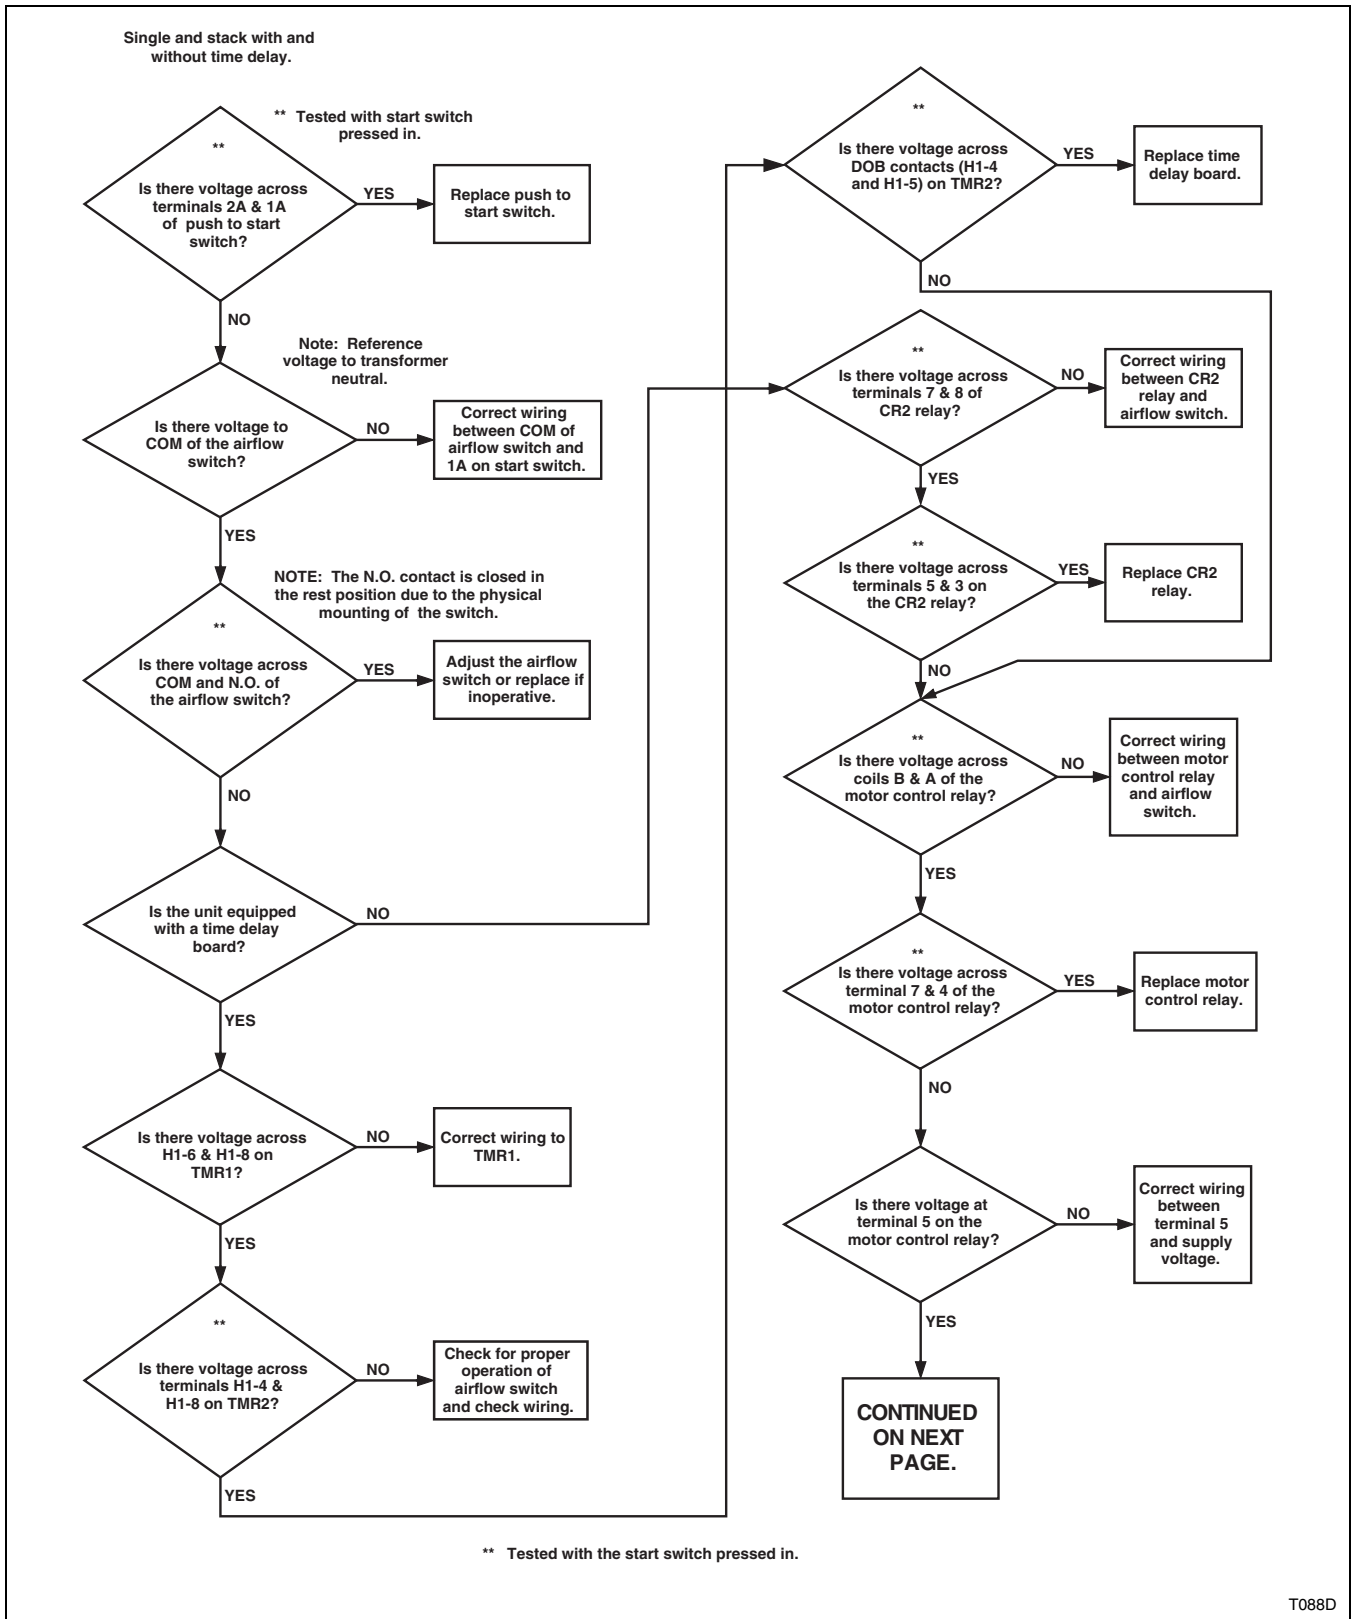 Single and stack with and
without time delay.
** Tested with start switch
pressed in.
**
Is there voltage across
terminals 2A & 1A
of push to start
switch?
YES
Replace push to
start switch.
NO
Note: Reference
voltage to transformer
neutral.
Is there voltage to
COM of the airflow
switch?
NO
Correct wiring
between COM of
airflow switch and
1A on start switch.
YES
NOTE: The N.O. contact is closed in
the rest position due to the physical
mounting of the switch.
**
Is there voltage across
COM and N.O. of
the airflow switch?
YES
Adjust the airflow
switch or replace if
inoperative.
NO
Is the unit equipped
with a time delay
board?
NO
YES
Is there voltage across
H1-6 & H1-8 on
TMR1?
NO
Correct wiring to
TMR1.
YES
**
Is there voltage across
terminals H1-4 &
H1-8 on TMR2?
NO
Check for proper
operation of
airflow switch
and check wiring.
YES
**
Is there voltage across
DOB contacts (H1-4
and H1-5) on TMR2?
YES
Replace time
delay board.
NO
**
Is there voltage across
terminals 7 & 8 of
CR2 relay?
NO
Correct wiring
between CR2
relay and
airflow switch.
YES
**
Is there voltage across
terminals 5 & 3 on
the CR2 relay?
YES
Replace CR2
relay.
NO
**
Is there voltage across
coils B & A of the
motor control relay?
NO
Correct wiring
between motor
control relay
and airflow
switch.
YES
**
Is there voltage across
terminal 7 & 4 of the
motor control relay?
YES
Replace motor
control relay.
NO
Is there voltage at
terminal 5 on the
motor control relay?
NO
Correct wiring
between
terminal 5
and supply
voltage.
YES
CONTINUED
ON NEXT
PAGE.
** Tested with the start switch pressed in.
T088D